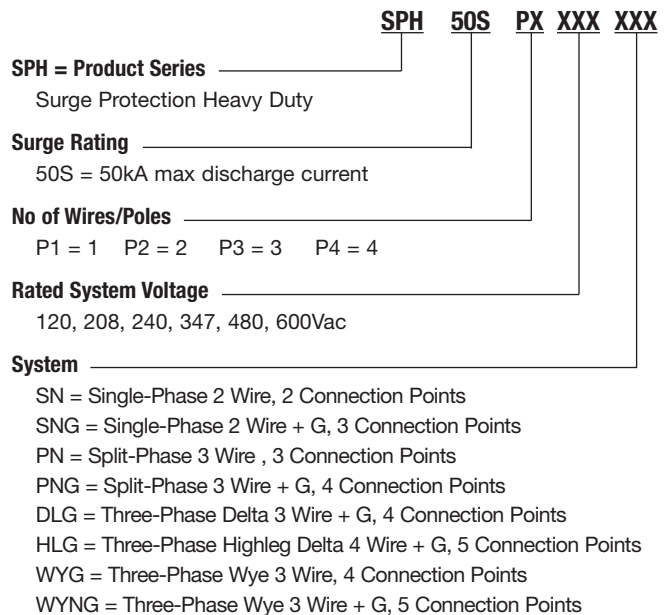 SPH 50S PX XXX XXX
SPH = Product Series
Surge Protection Heavy Duty
Surge Rating
50S = 50kA max discharge current
No of Wires/Poles
P1 = 1 P2 = 2 P3 = 3 P4 = 4
Rated System Voltage
120, 208, 240, 347, 480, 600Vac
System
SN = Single-Phase 2 Wire, 2 Connection Points
SNG = Single-Phase 2 Wire + G, 3 Connection Points
PN = Split-Phase 3 Wire , 3 Connection Points
PNG = Split-Phase 3 Wire + G, 4 Connection Points
DLG = Three-Phase Delta 3 Wire + G, 4 Connection Points
HLG = Three-Phase Highleg Delta 4 Wire + G, 5 Connection Points
WYG = Three-Phase Wye 3 Wire, 4 Connection Points
WYNG = Three-Phase Wye 3 Wire + G, 5 Connection Points